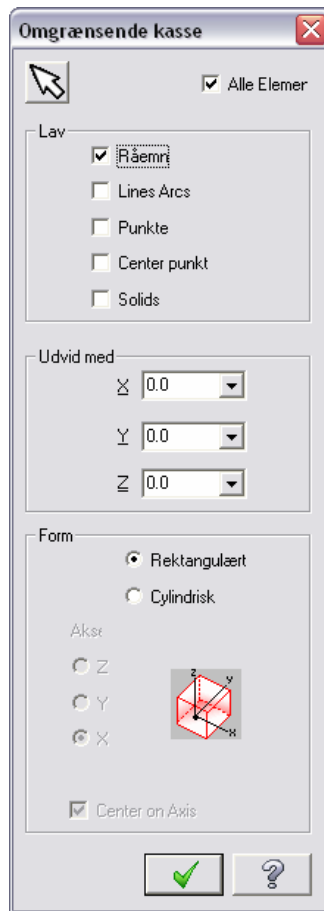 Omgrænsende kasse
Alle Elemer
Lav
Råemn
Lines Arcs
Punkte
Center punkt
Solids
Udvid med
X 0.0
Y 0.0
Z 0.0
Form
Rektangulært
Cylindrisk
Akse
Z
Y
X
z y x
Center on Axis